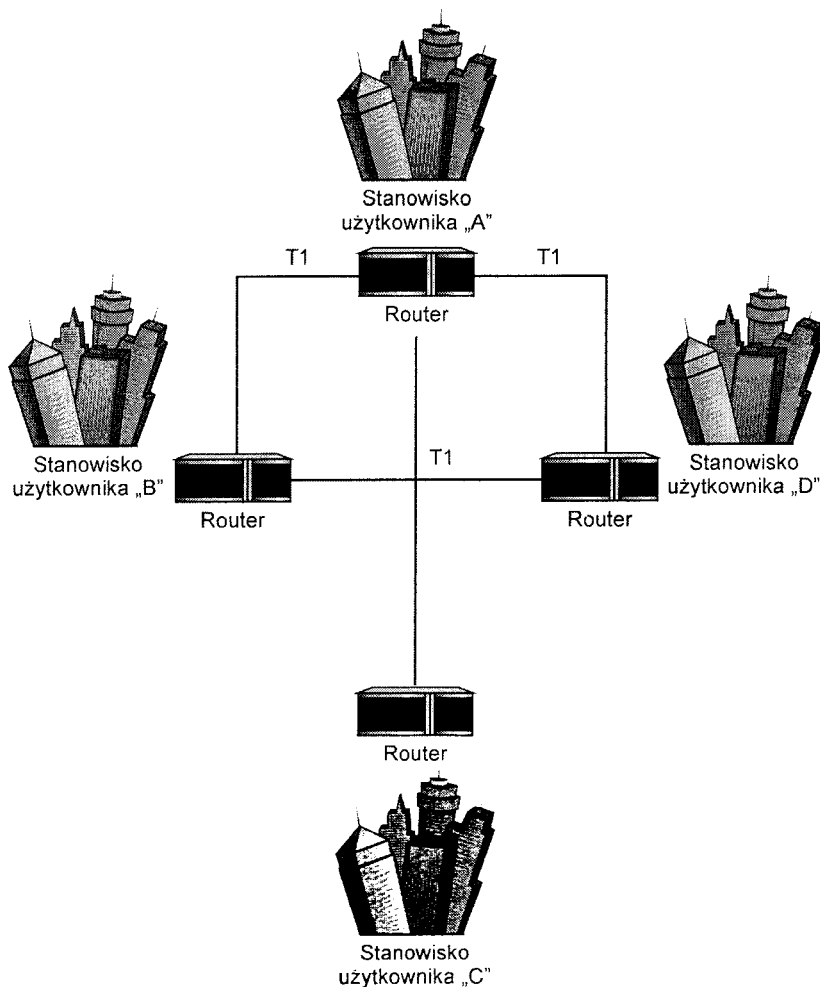 Stanowisko
użytkownika „A”
T1
T1
Router
Stanowisko
użytkownika „B”
Router
T1
Router
Stanowisko
użytkownika „D”
Router
Stanowisko
użytkownika „C”